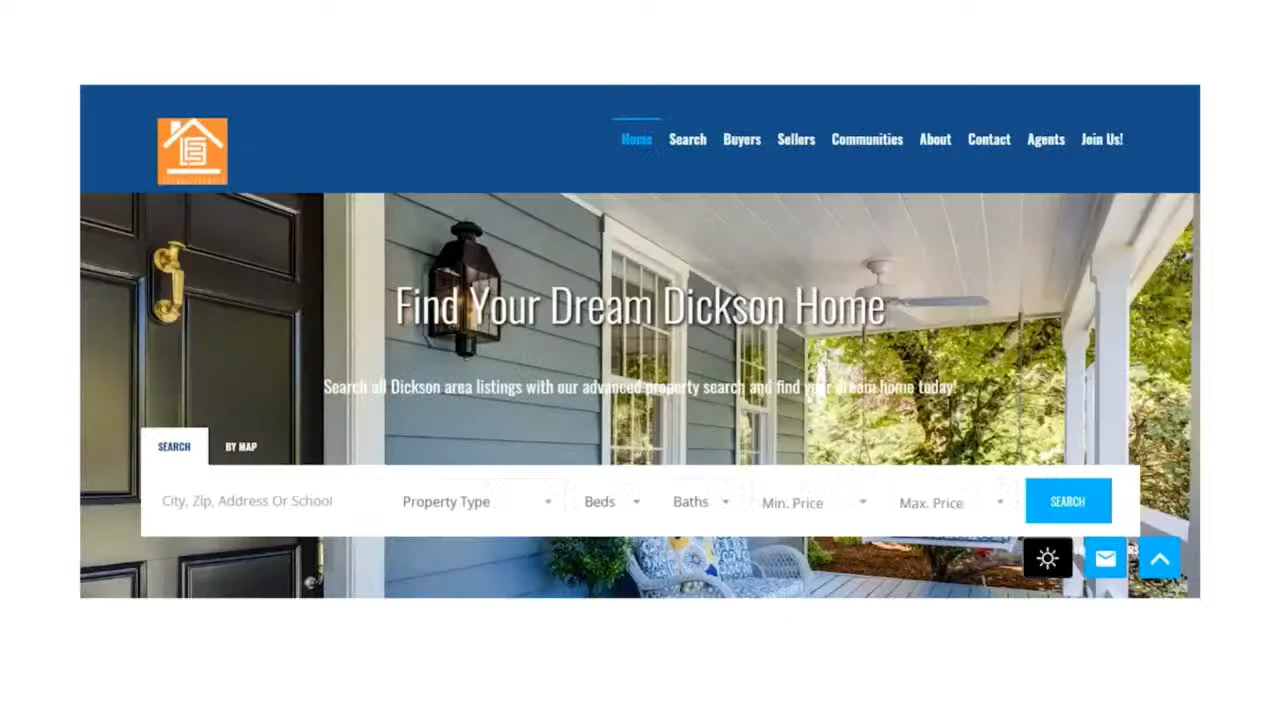 Home Search Buyers Sellers Communities About Contact Agents Join Us!
Find Your Dream Dickson Home
Search all Dickson area listings with our advanced property search and find your dream home today!
SEARCH BY MAP
City, Zip, Address Or School Property Type Beds Baths Min. Price Max. Price SEARCH